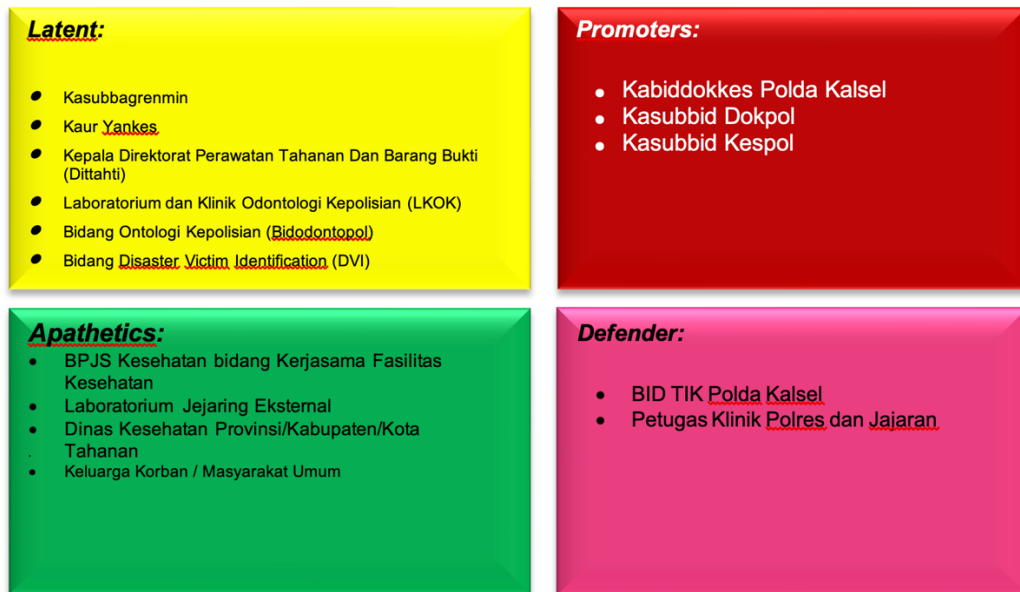 Latent:
● Kasubbagrenmin
● Kaur Yankes
● Kepala Direktorat Perawatan Tahanan Dan Barang Bukti
(Dittahti)
● Laboratorium dan Klinik Odontologi Kepolisian (LKOK)
● Bidang Ontologi Kepolisian (Bidodontopol)
● Bidang Disaster Victim Identification (DVI)
Promoters:
● Kabiddokkes Polda Kalsel
● Kasubbid Dokpol
● Kasubbid Kespol
Apathetics:
● BPJS Kesehatan bidang Kerjasama Fasilitas
Kesehatan
● Laboratorium Jejaring Eksternal
● Dinas Kesehatan Provinsi/Kabupaten/Kota
. Tahanan
● Keluarga Korban / Masyarakat Umum
Defender:
● BID TIK Polda Kalsel
● Petugas Klinik Polres dan Jajaran